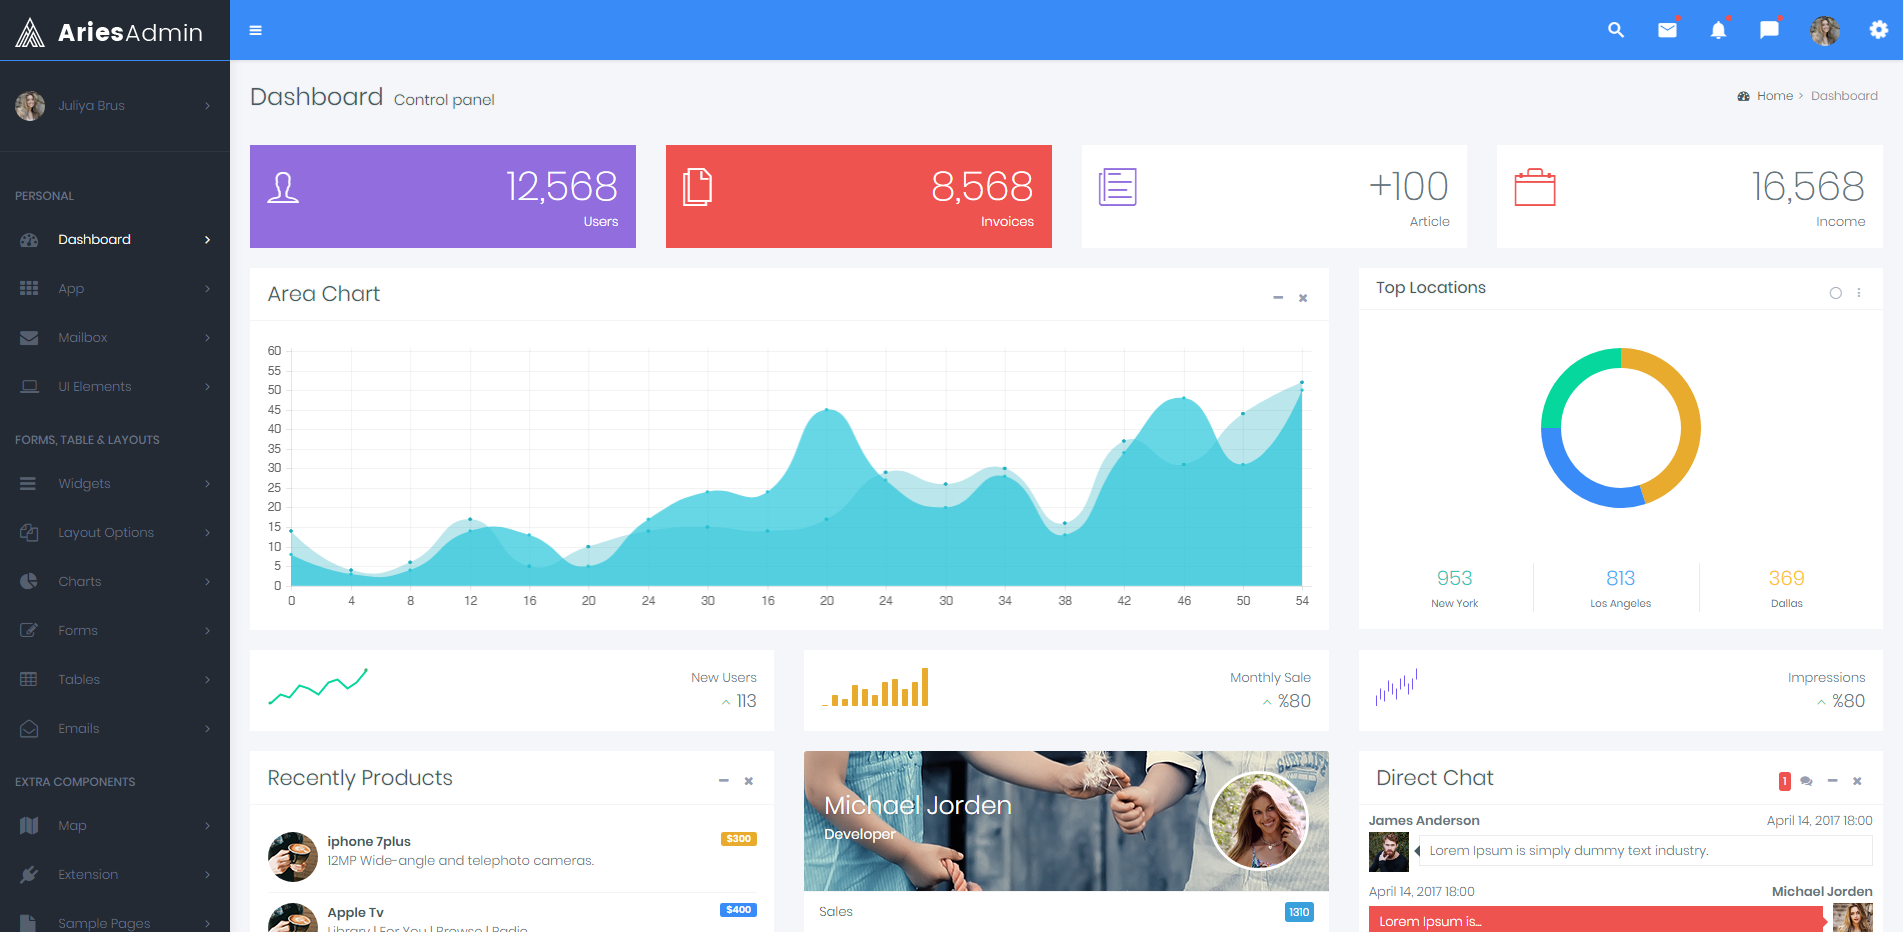 AriesAdmin
Juliya Brus
PERSONAL
Dashboard
App
Mailbox
UI Elements
FORMS, TABLE & LAYOUTS
Widgets
Layout Options
Charts
Forms
Tables
Emails
EXTRA COMPONENTS
Map
Extension
Sample Pages
Dashboard Control panel
Home > Dashboard
12,568
Users
8,568
Invoices
+100
Article
16,568
Income
Area Chart
60
55
50
45
40
35
30
25
20
15
10
5
0
0 4 8 12 16 20 24 30 16 20 24 30 34 38 42 46 50 54
Top Locations
953
New York
813
Los Angeles
369
Dallas
New Users
113
Monthly Sale
%80
Impressions
%80
Recently Products
iphone 7plus $300
12MP Wide-angle and telephoto cameras.
Apple Tv $400
Library | For You | Browse | Radio
Michael Jorden
Developer
Sales 1310
Direct Chat 1
James Anderson April 14, 2017 18:00
Lorem Ipsum is simply dummy text industry.
April 14, 2017 18:00 Michael Jorden
Lorem Ipsum is...